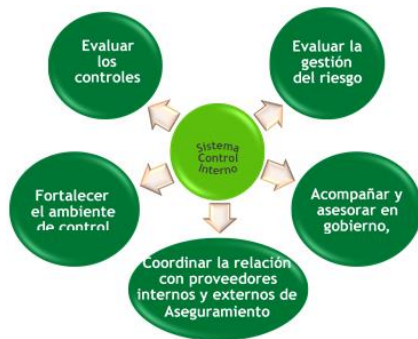 Evaluar
los
controles
Evaluar la
gestión
del riesgo
Sistema
Control
Interno
Fortalecer
el ambiente
de control
Acompañar y
asesorar en
gobierno,
Coordinar la relación
con proveedores
internos y externos de
Aseguramiento